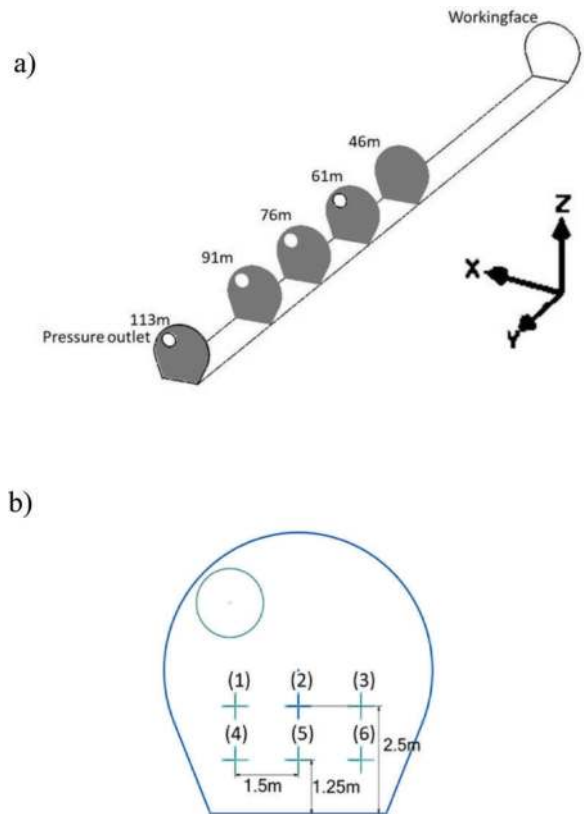 a)
Workingface
46m
61m
76m
91m
113m
Pressure outlet
Z
X
Y
b)
(1) (2) (3)
(4) (5) (6)
2.5m
1.5m 1.25m